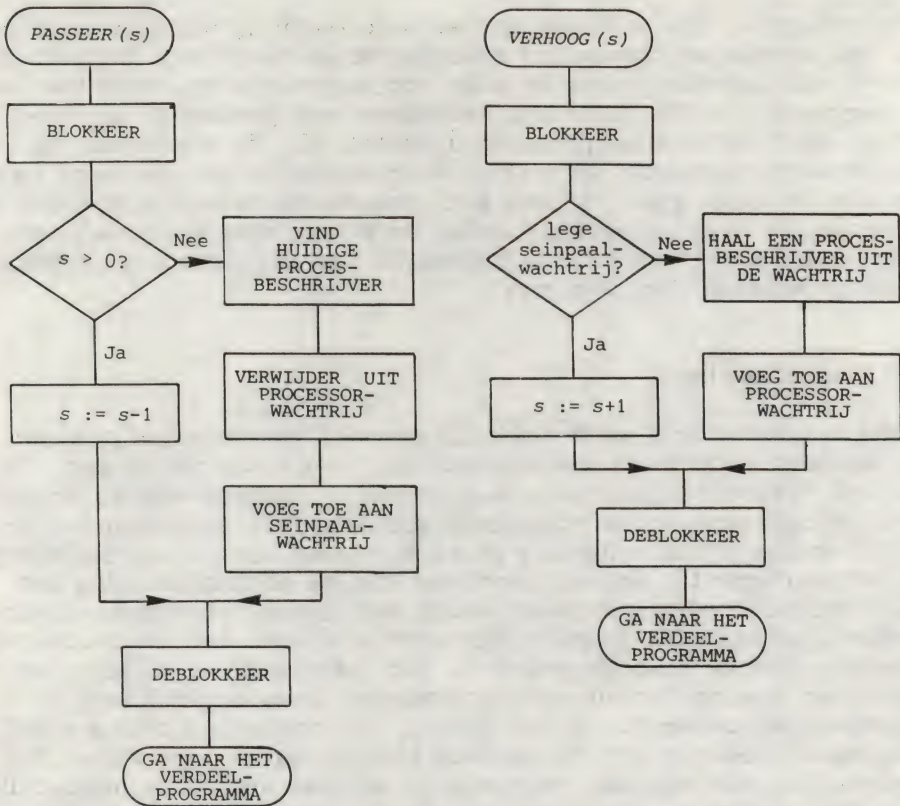 PASSEER (s)
BLOKKEER
s > 0?
Nee
VIND
HUIDIGE
PROCES-
BESCHRIJVER
Ja
s := s-1
VERWIJDER UIT
PROCESSOR-
WACHTRIJ
VOEG TOE AAN
SEINPAAL-
WACHTRIJ
DEBLOKKEER
GA NAAR HET
VERDEEL-
PROGRAMMA
VERHOOG (s)
BLOKKEER
lege
seinpaal-
wachtrij?
Nee
HAAL EEN PROCES-
BESCHRIJVER UIT
DE WACHTRIJ
Ja
s := s+1
VOEG TOE AAN
PROCESSOR-
WACHTRIJ
DEBLOKKEER
GA NAAR HET
VERDEEL-
PROGRAMMA